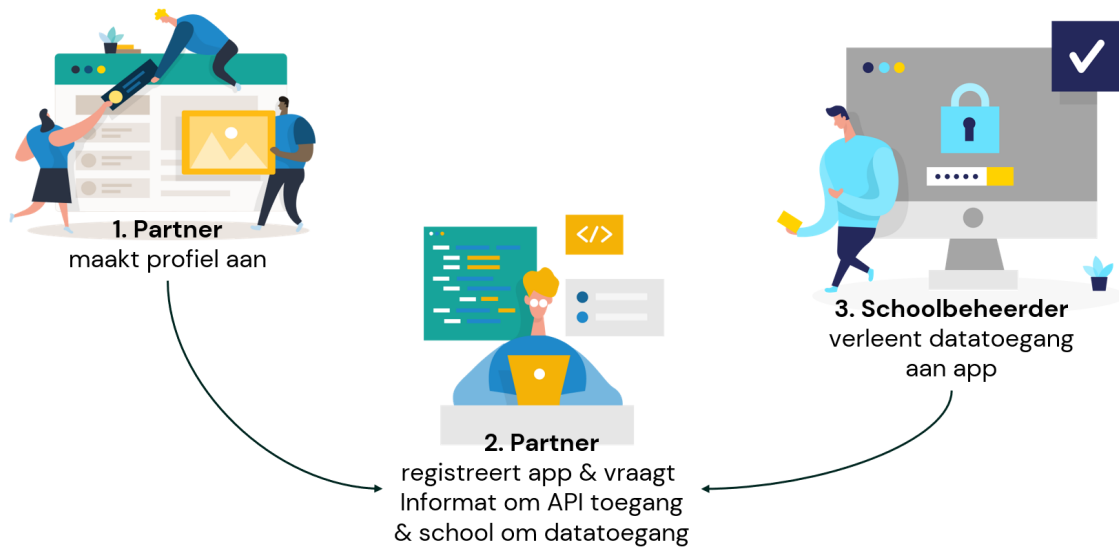 1. Partner
maakt profiel aan
</>
2. Partner
registreert app & vraagt
Informat om API toegang
& school om datatoegang
3. Schoolbeheerder
verleent datatoegang
aan app